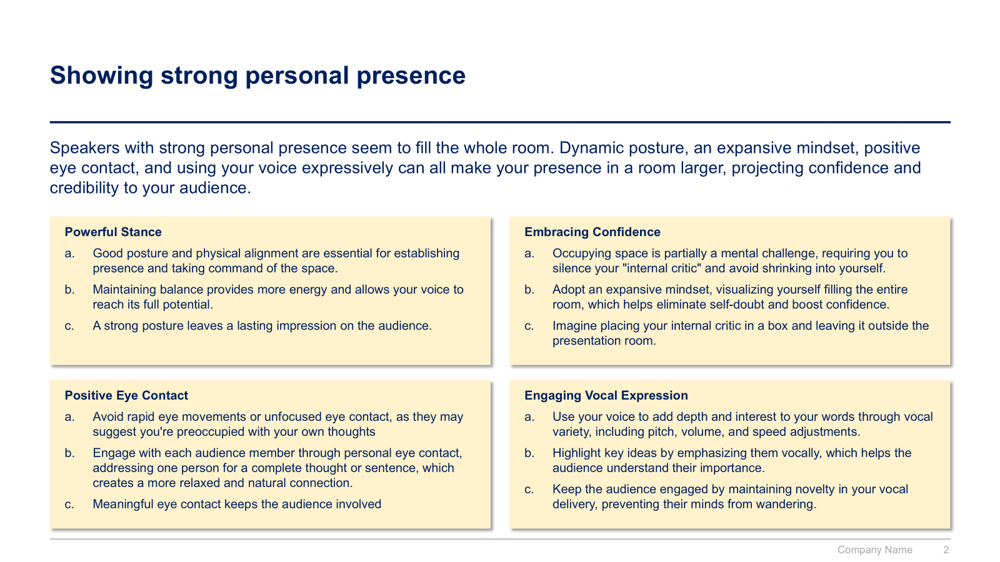 Showing strong personal presence
Speakers with strong personal presence seem to fill the whole room. Dynamic posture, an expansive mindset, positive
eye contact, and using your voice expressively can all make your presence in a room larger, projecting confidence and
credibility to your audience.
Powerful Stance
a. Good posture and physical alignment are essential for establishing
presence and taking command of the space.
b. Maintaining balance provides more energy and allows your voice to
reach its full potential.
c. A strong posture leaves a lasting impression on the audience.
Embracing Confidence
a. Occupying space is partially a mental challenge, requiring you to
silence your "internal critic" and avoid shrinking into yourself.
b. Adopt an expansive mindset, visualizing yourself filling the entire
room, which helps eliminate self-doubt and boost confidence.
c. Imagine placing your internal critic in a box and leaving it outside the
presentation room.
Positive Eye Contact
a. Avoid rapid eye movements or unfocused eye contact, as they may
suggest you're preoccupied with your own thoughts
b. Engage with each audience member through personal eye contact,
addressing one person for a complete thought or sentence, which
creates a more relaxed and natural connection.
c. Meaningful eye contact keeps the audience involved
Engaging Vocal Expression
a. Use your voice to add depth and interest to your words through vocal
variety, including pitch, volume, and speed adjustments.
b. Highlight key ideas by emphasizing them vocally, which helps the
audience understand their importance.
c. Keep the audience engaged by maintaining novelty in your vocal
delivery, preventing their minds from wandering.
Company Name 2